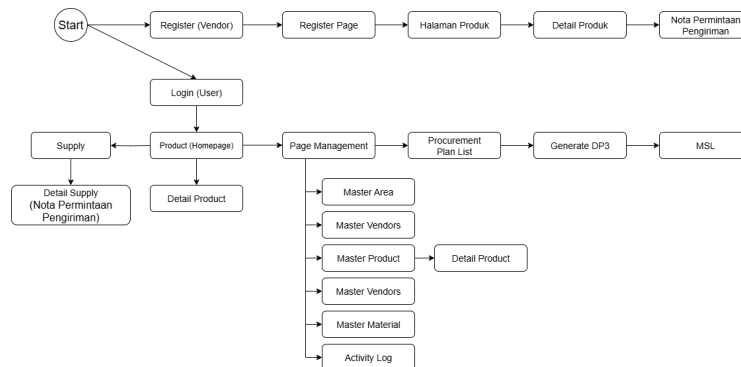 Start
Register (Vendor)
Register Page
Halaman Produk
Detail Produk
Nota Permintaan
Pengiriman
Login (User)
Supply
Product (Homepage)
Page Management
Procurement
Plan List
Generate DP3
MSL
Detail Supply
(Nota Permintaan
Pengiriman)
Detail Product
Master Area
Master Vendors
Master Product
Detail Product
Master Vendors
Master Material
Activity Log